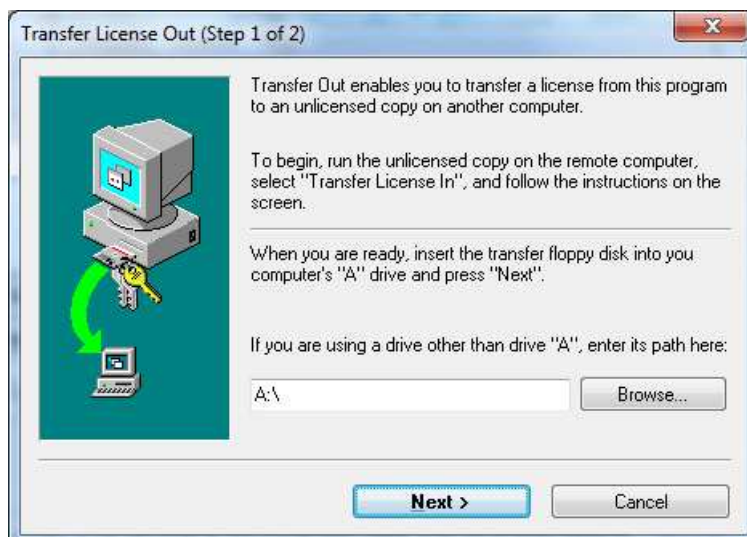 Transfer License Out (Step 1 of 2)
Transfer Out enables you to transfer a license from this program
to an unlicensed copy on another computer.
To begin, run the unlicensed copy on the remote computer,
select "Transfer License In", and follow the instructions on the
screen.
When you are ready, insert the transfer floppy disk into you
computer's "A" drive and press "Next".
If you are using a drive other than drive "A", enter its path here:
A:\
Browse...
Next >
Cancel